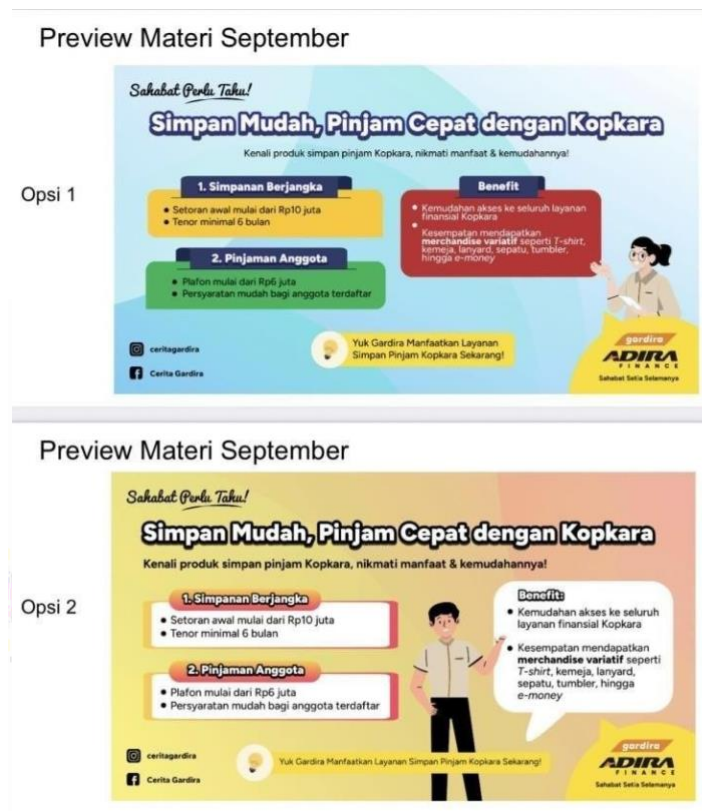 Preview Materi September
Opsi 1
Sahabat Perlu Tahu!
Simpan Mudah, Pinjam Cepat dengan Kopkara
Kenali produk simpan pinjam Kopkara, nikmati manfaat & kemudahannya!
1. Simpanan Berjangka
• Setoran awal mulai dari Rp10 juta
• Tenor minimal 6 bulan
2. Pinjaman Anggota
• Plafon mulai dari Rp6 juta
• Persyaratan mudah bagi anggota terdaftar
Benefit
• Kemudahan akses ke seluruh layanan
finansial Kopkara
•
Kesempatan mendapatkan
merchandise variatif seperti T-shirt,
kemeja, lanyard, sepatu, tumbler,
hingga e-money
ceritagardira
Cerita Gardira
Yuk Gardira Manfaatkan Layanan
Simpan Pinjam Kopkara Sekarang!
gardira
ADIRA
FINANCE
Sahabat Setia Selamanya
Preview Materi September
Opsi 2
Sahabat Perlu Tahu!
Simpan Mudah, Pinjam Cepat dengan Kopkara
Kenali produk simpan pinjam Kopkara, nikmati manfaat & kemudahannya!
1. Simpanan Berjangka
• Setoran awal mulai dari Rp10 juta
• Tenor minimal 6 bulan
2. Pinjaman Anggota
• Plafon mulai dari Rp6 juta
• Persyaratan mudah bagi anggota terdaftar
Benefit:
• Kemudahan akses ke seluruh
layanan finansial Kopkara
• Kesempatan mendapatkan
merchandise variatif seperti
T-shirt, kemeja, lanyard,
sepatu, tumbler, hingga
e-money
ceritagardira
Cerita Gardira
Yuk Gardira Manfaatkan Layanan Simpan Pinjam Kopkara Sekarang!
gardira
ADIRA
FINANCE
Sahabat Setia Selamanya